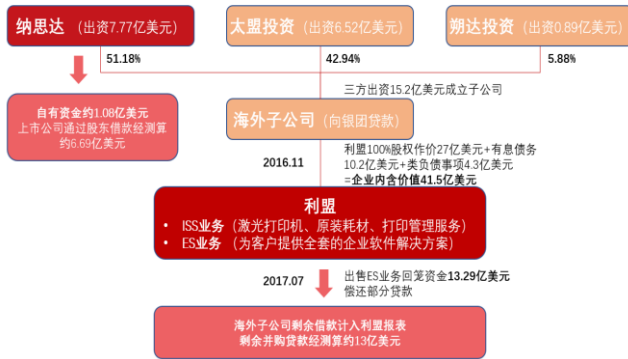 纳思达（出资7.77亿美元）
太盟投资（出资6.52亿美元）
朔达投资（出资0.89亿美元）
51.18%
42.94%
5.88%
三方出资15.2亿美元成立子公司
自有资金约1.08亿美元
上市公司通过股东借款经测算
约6.69亿美元
海外子公司（向银团贷款）
2016.11
利盟100%股权作价27亿美元+有息债务
10.2亿美元+类负债事项4.3亿美元
=企业内含价值41.5亿美元
利盟
• ISS业务（激光打印机、原装耗材、打印管理服务）
• ES业务（为客户提供全套的企业软件解决方案）
2017.07
出售ES业务回笼资金13.29亿美元
偿还部分贷款
海外子公司剩余借款计入利盟报表
剩余并购贷款经测算约13亿美元